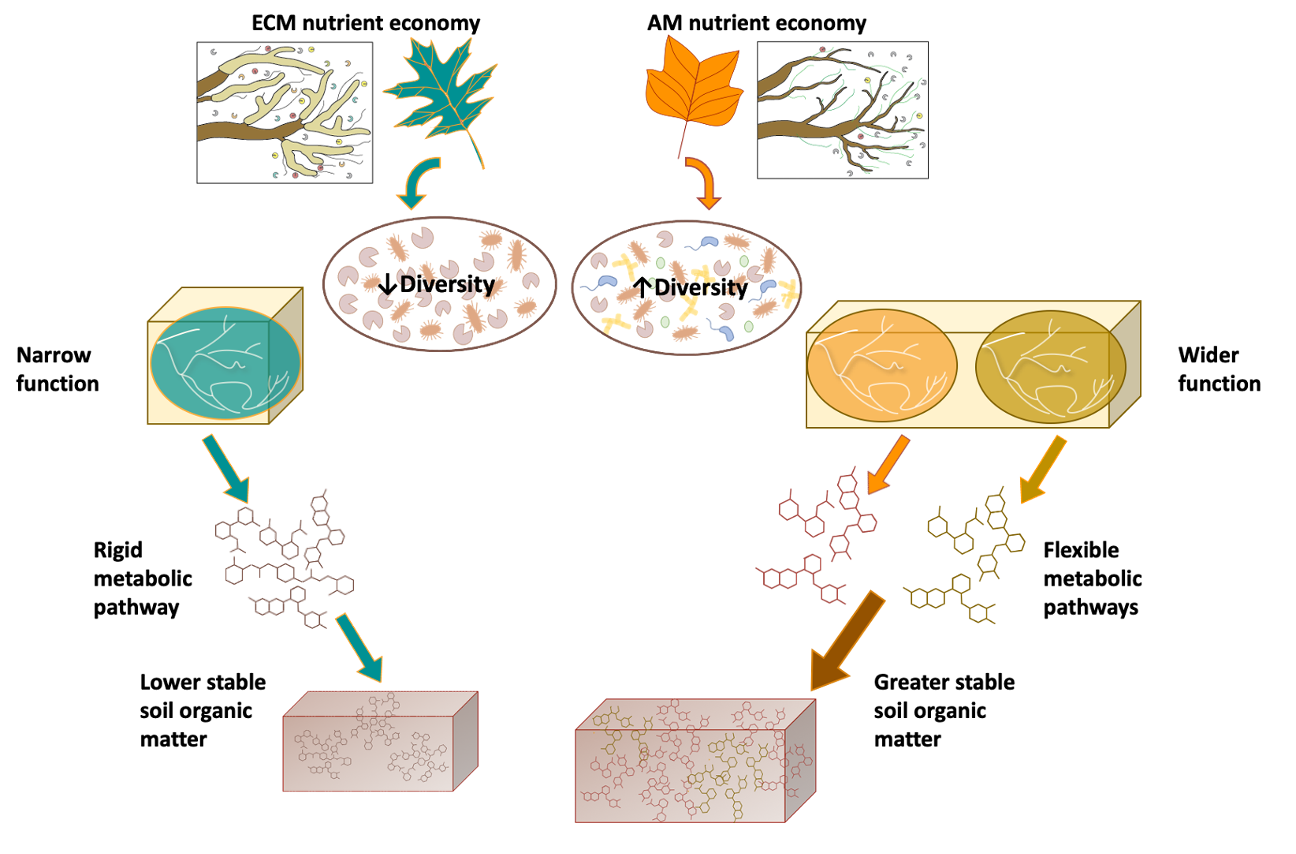 ECM nutrient economy
AM nutrient economy
↓Diversity
↑Diversity
Narrow
function
Wider
function
Rigid
metabolic
pathway
Flexible
metabolic
pathways
Lower stable
soil organic
matter
Greater stable
soil organic
matter